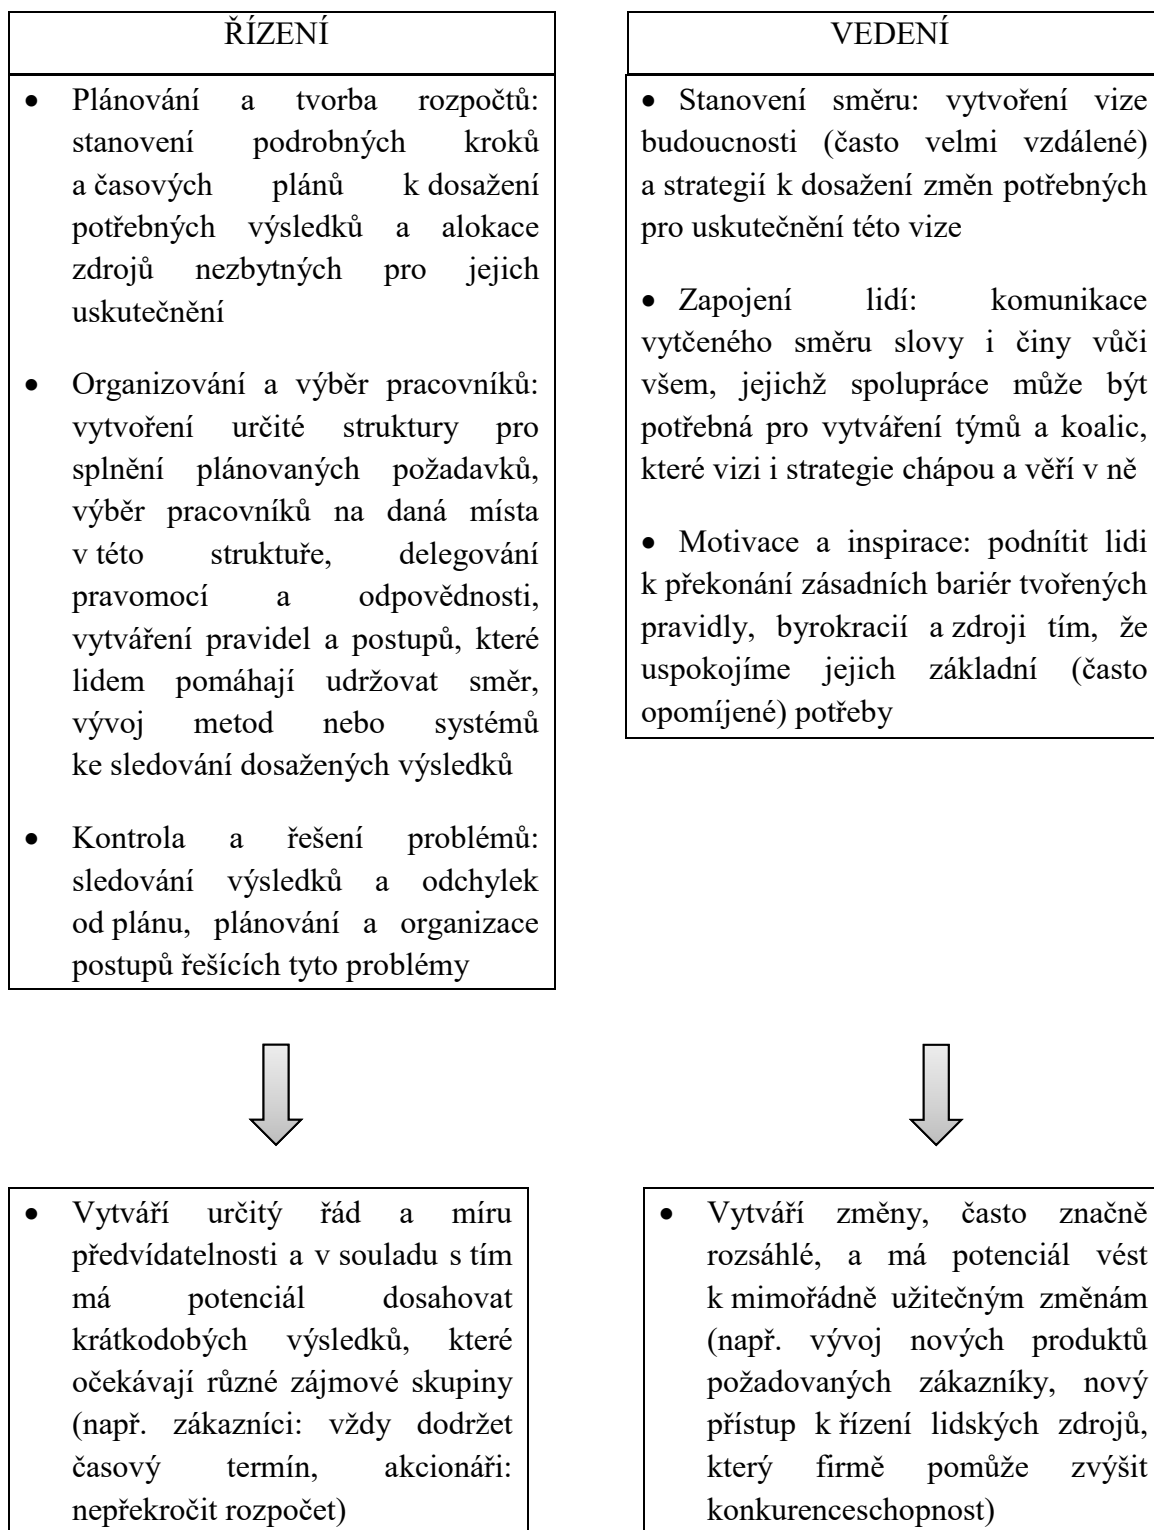 ŘÍZENÍ
• Plánování a tvorba rozpočtů:
stanovení podrobných kroků
a časových plánů k dosažení
potřebných výsledků a alokace
zdrojů nezbytných pro jejich
uskutečnění
• Organizování a výběr pracovníků:
vytvoření určité struktury pro
splnění plánovaných požadavků,
výběr pracovníků na daná místa
v této struktuře, delegování
pravomocí a odpovědnosti,
vytváření pravidel a postupů, které
lidem pomáhají udržovat směr,
vývoj metod nebo systémů
ke sledování dosažených výsledků
• Kontrola a řešení problémů:
sledování výsledků a odchylek
od plánu, plánování a organizace
postupů řešících tyto problémy
VEDENÍ
• Stanovení směru: vytvoření vize
budoucnosti (často velmi vzdálené)
a strategií k dosažení změn potřebných
pro uskutečnění této vize
• Zapojení lidí: komunikace
vytčeného směru slovy i činy vůči
všem, jejichž spolupráce může být
potřebná pro vytváření týmů a koalic,
které vizi i strategie chápou a věří v ně
• Motivace a inspirace: podnítit lidi
k překonání zásadních bariér tvořených
pravidly, byrokracií a zdroji tím, že
uspokojíme jejich základní (často
opomíjené) potřeby
• Vytváří určitý řád a míru
předvídatelnosti a v souladu s tím
má potenciál dosahovat
krátkodobých výsledků, které
očekávají různé zájmové skupiny
(např. zákazníci: vždy dodržet
časový termín, akcionáři:
nepřekročit rozpočet)
• Vytváří změny, často značně
rozsáhlé, a má potenciál vést
k mimořádně užitečným změnám
(např. vývoj nových produktů
požadovaných zákazníky, nový
přístup k řízení lidských zdrojů,
který firmě pomůže zvýšit
konkurenceschopnost)